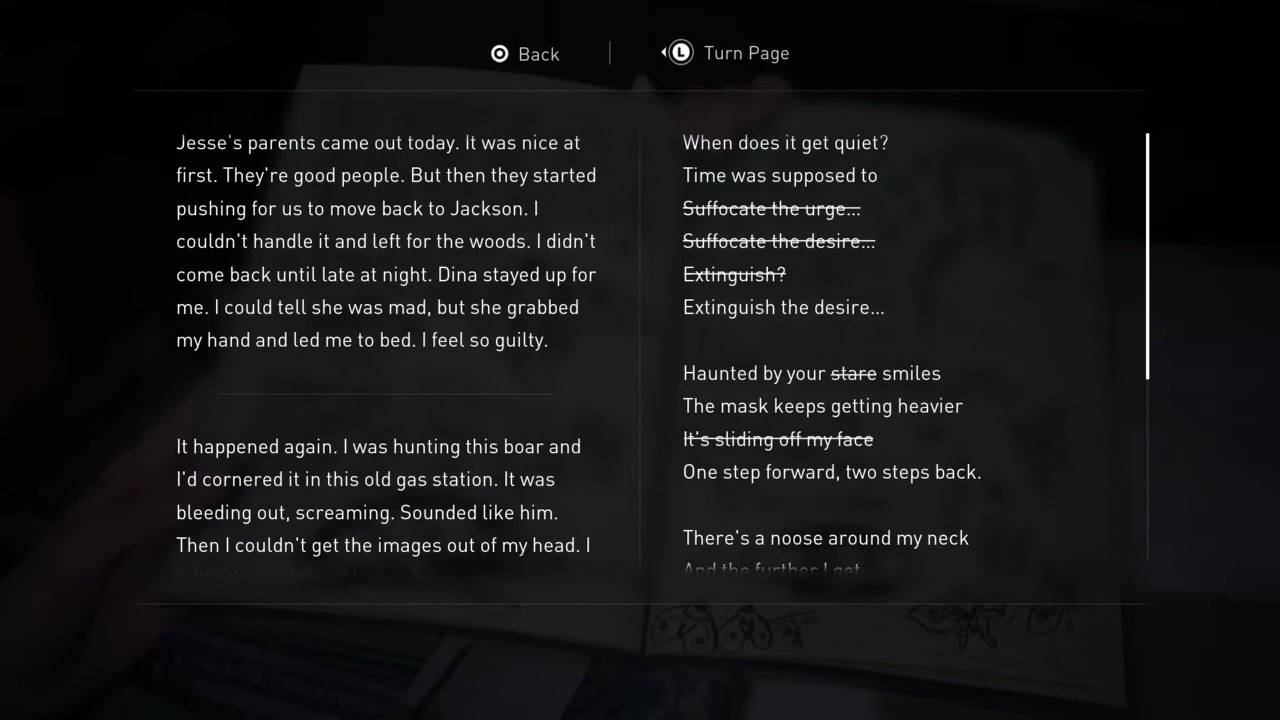 Back
L Turn Page
Jesse's parents came out today. It was nice at
first. They're good people. But then they started
pushing for us to move back to Jackson. I
couldn't handle it and left for the woods. I didn't
come back until late at night. Dina stayed up for
me. I could tell she was mad, but she grabbed
my hand and led me to bed. I feel so guilty.
It happened again. I was hunting this boar and
I'd cornered it in this old gas station. It was
bleeding out, screaming. Sounded like him.
Then I couldn't get the images out of my head. I
When does it get quiet?
Time was supposed to
Suffocate the urge...
Suffocate the desire...
Extinguish?
Extinguish the desire...
Haunted by your stare smiles
The mask keeps getting heavier
It's sliding off my face
One step forward, two steps back.
There's a noose around my neck
And the further I get